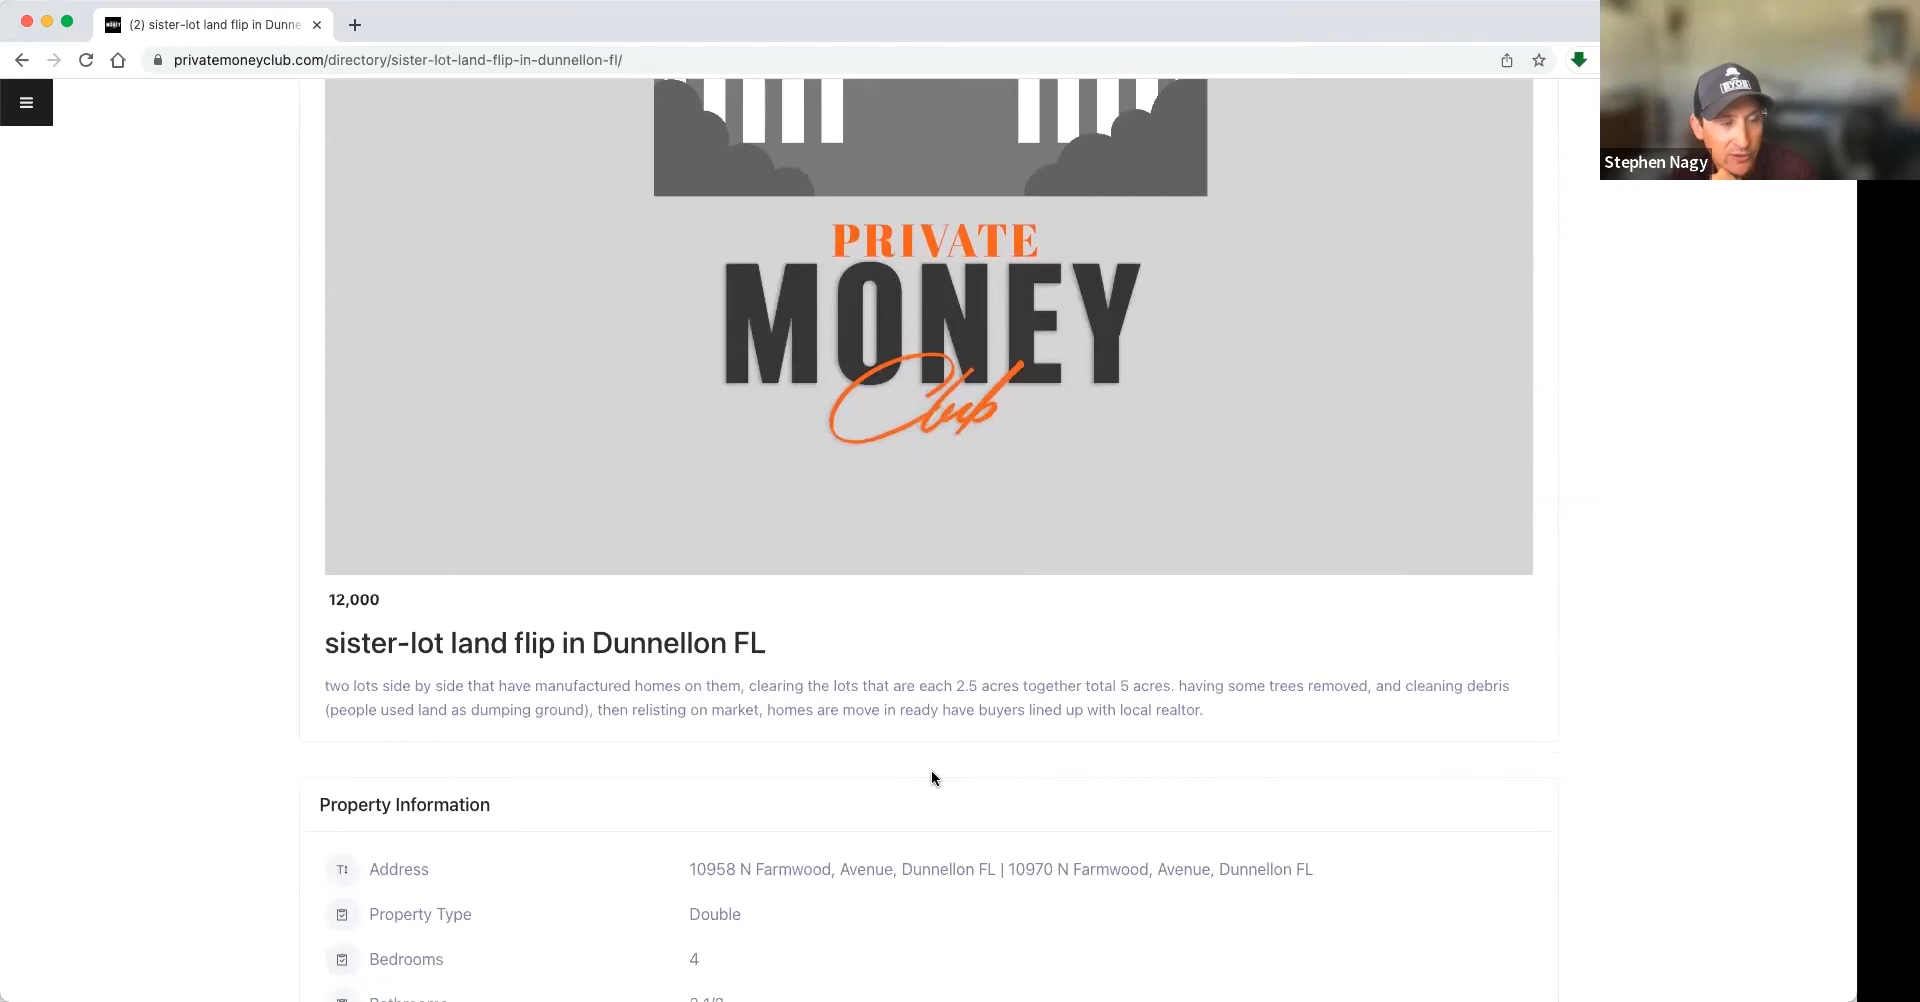 (2) sister-lot land flip in Dunne
privatemoneyclub.com/directory/sister-lot-land-flip-in-dunnellon-fl/
BYOB
Stephen Nagy
PRIVATE
MONEY
Club
12,000
sister-lot land flip in Dunnellon FL
two lots side by side that have manufactured homes on them, clearing the lots that are each 2.5 acres together total 5 acres. having some trees removed, and cleaning debris
(people used land as dumping ground), then relisting on market, homes are move in ready have buyers lined up with local realtor.
Property Information
Address 10958 N Farmwood, Avenue, Dunnellon FL | 10970 N Farmwood, Avenue, Dunnellon FL
Property Type Double
Bedrooms 4